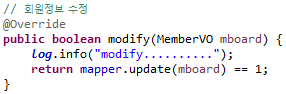 // 회원정보 수정
@Override
public boolean modify(MemberVO mboard) {
log.info("modify..........");
return mapper.update(mboard) == 1;
}